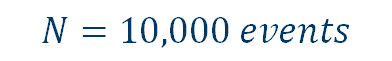 N = 10,000 events